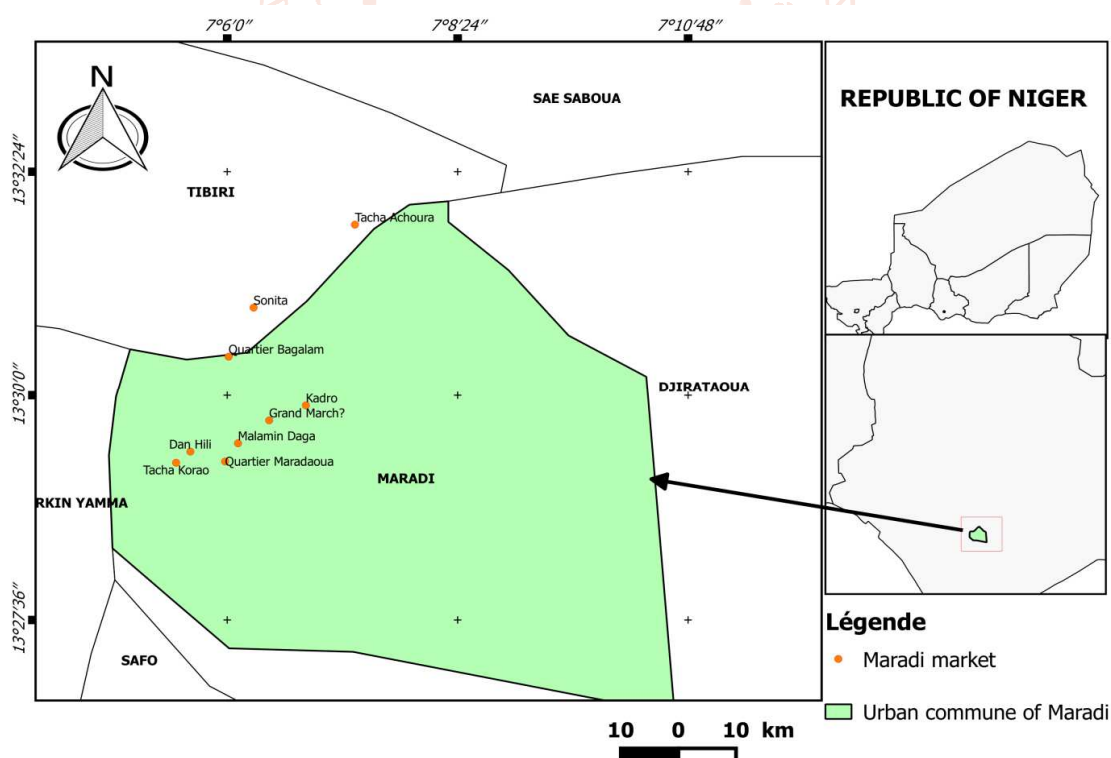 7°6′0″ 7°8′24″ 7°10′48″
N
SAE SABOUA
REPUBLIC OF NIGER
13°32′24″
TIBIRI
Tacha Achoura
Sonita
Quartier Bagalam
13°30′0″
DJIRATAOUA
Kadro
Grand March?
Malamin Daga
Dan Hili
Quartier Maradaoua
Tacha Korao
MARADI
RKIN YAMMA
13°27′36″
SAFO
Légende
Maradi market
Urban commune of Maradi
10 0 10 km